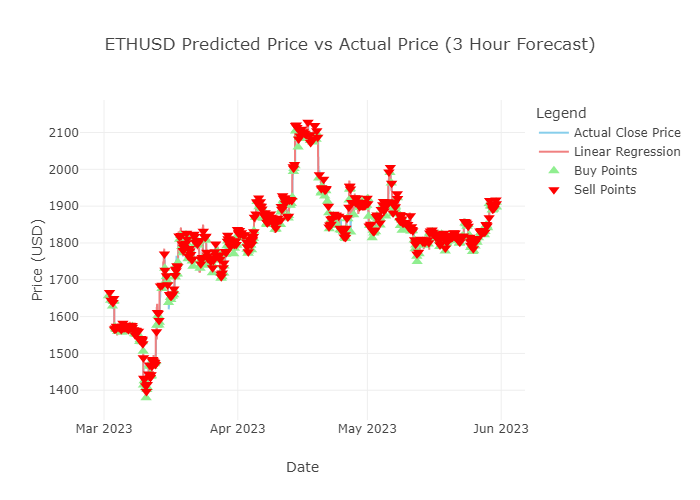 ETHUSD Predicted Price vs Actual Price (3 Hour Forecast)
Legend
Actual Close Price
Linear Regression
Buy Points
Sell Points
Price (USD)
2100
2000
1900
1800
1700
1600
1500
1400
Mar 2023
Apr 2023
May 2023
Jun 2023
Date